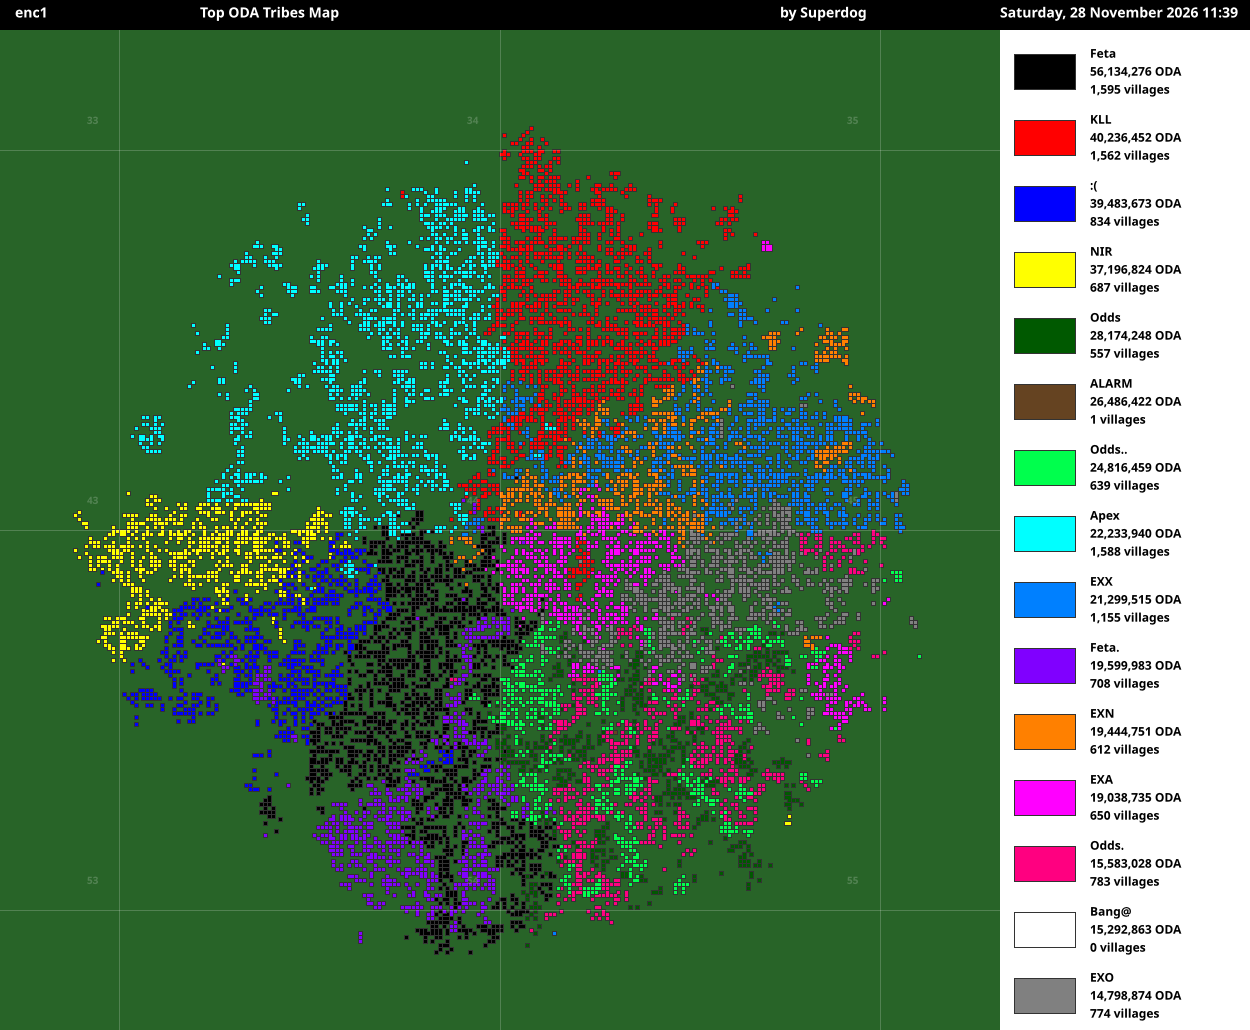 enc1 Top ODA Tribes Map by Superdog Saturday, 28 November 2026 11:39
Feta
56,134,276 ODA
1,595 villages
33 34 35
KLL
40,236,452 ODA
1,562 villages
:(
39,483,673 ODA
834 villages
NIR
37,196,824 ODA
687 villages
Odds
28,174,248 ODA
557 villages
ALARM
26,486,422 ODA
1 villages
Odds..
24,816,459 ODA
639 villages
43
Apex
22,233,940 ODA
1,588 villages
EXX
21,299,515 ODA
1,155 villages
Feta.
19,599,983 ODA
708 villages
EXN
19,444,751 ODA
612 villages
EXA
19,038,735 ODA
650 villages
Odds.
15,583,028 ODA
783 villages
53 55
Bang@
15,292,863 ODA
0 villages
EXO
14,798,874 ODA
774 villages